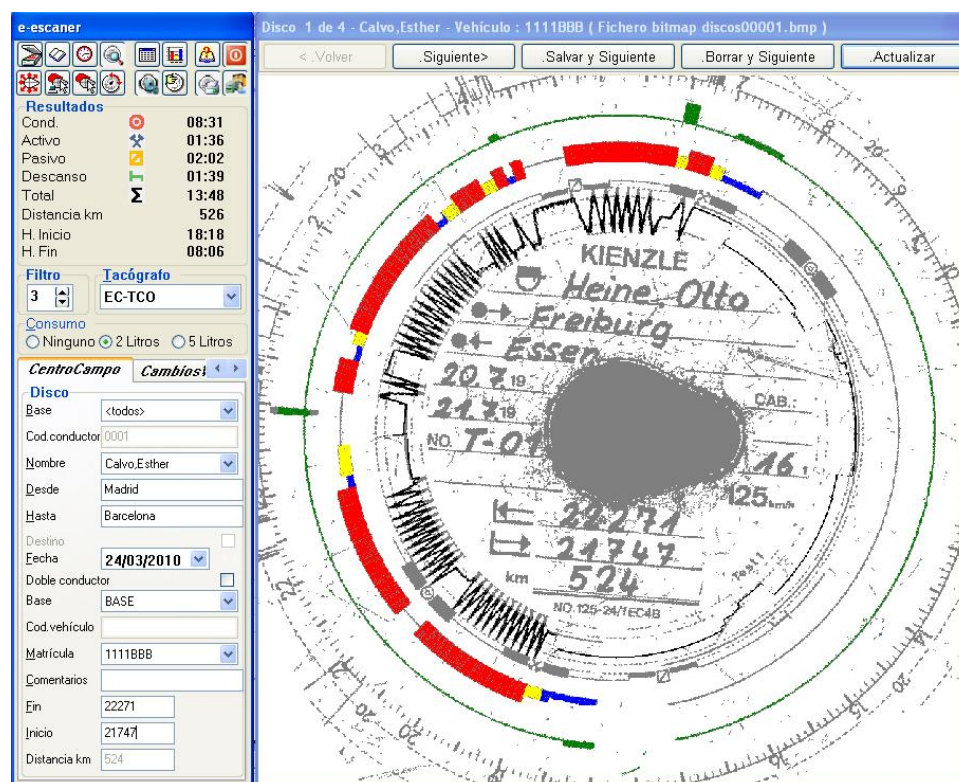 e-escaner
Resultados
Cond. 08:31
Activo 01:36
Pasivo 02:02
Descanso 01:39
Total Σ 13:48
Distancia km 526
H. Inicio 18:18
H. Fin 08:06
Filtro
3
Tacógrafo
EC-TCO
Consumo
Ninguno 2 Litros 5 Litros
CentroCampo Cambios
Disco
Base <todos>
Cod.conductor 0001
Nombre Calvo,Esther
Desde Madrid
Hasta Barcelona
Destino
Fecha 24/03/2010
Doble conductor
Base BASE
Cod.vehículo
Matrícula 1111BBB
Comentarios
Fin 22271
Inicio 21747
Distancia km 524
Disco 1 de 4 - Calvo,Esther - Vehículo : 1111BBB ( Fichero bitmap discos00001.bmp )
< .Volver .Siguiente> .Salvar y Siguiente .Borrar y Siguiente .Actualizar
KIENZLE
Heine Otto
Freiburg
Essen
20.7.19
21.7.19
CAB.:
NO. T-01
16.
125 km/h
22271
21747
km 524
Test1
NO.125-24/1EC4B